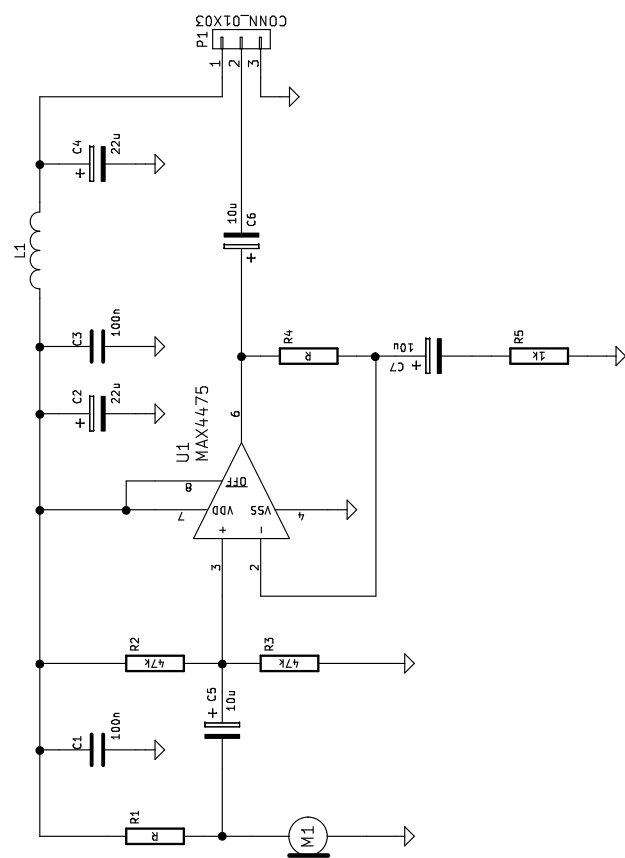 CONN_01X03
P1
1
2
3
C4
22u
+
L1
10u
C6
+
C3
100n
R4
R
10u
C7
+
R5
1k
C2
22u
+
6
U1
MAX4475
8
OFF
7
VDD
VSS
4
+
−
3
2
R2
47k
R3
47k
C5
10u
+
C1
100n
R1
R
M1